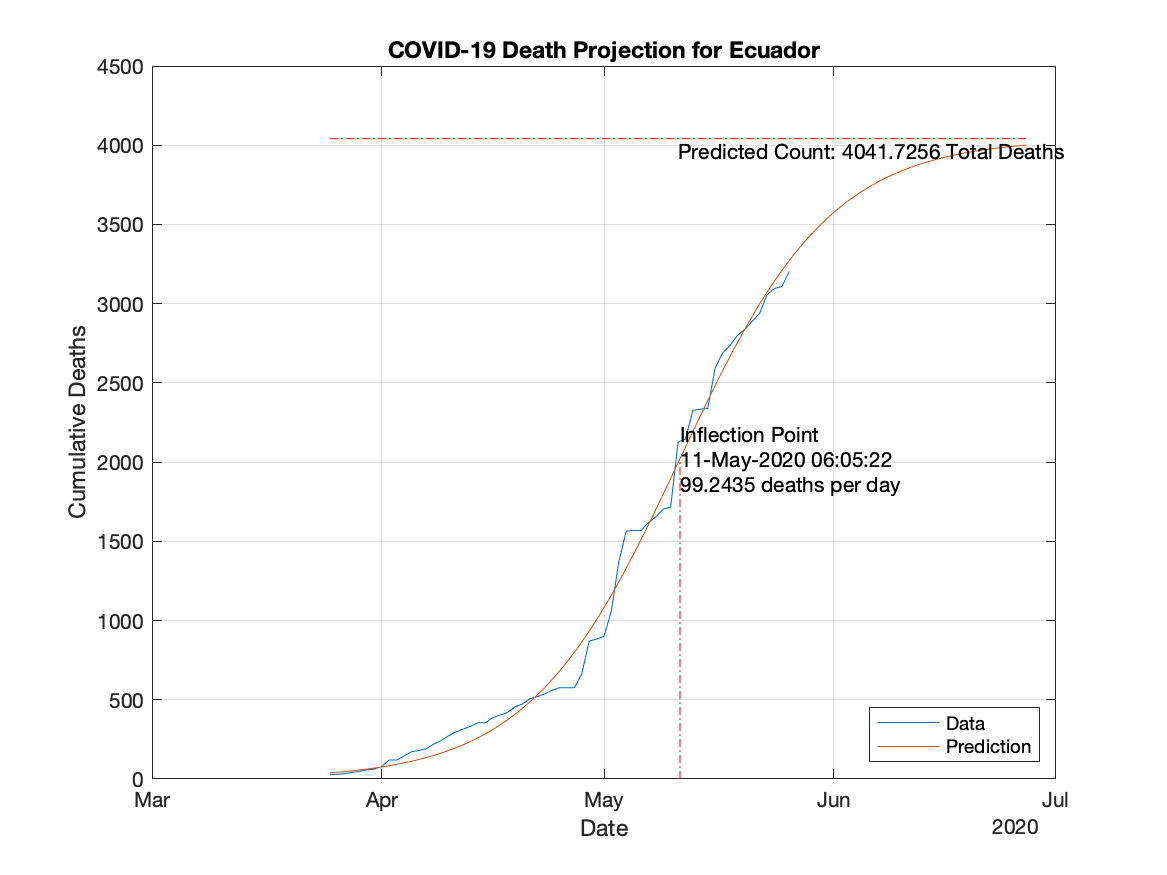 COVID-19 Death Projection for Ecuador
4500
4000
3500
3000
2500
2000
1500
1000
500
0
Cumulative Deaths
Predicted Count: 4041.7256 Total Deaths
Inflection Point
11-May-2020 06:05:22
99.2435 deaths per day
Data
Prediction
Mar
Apr
May
Jun
Jul
Date
2020